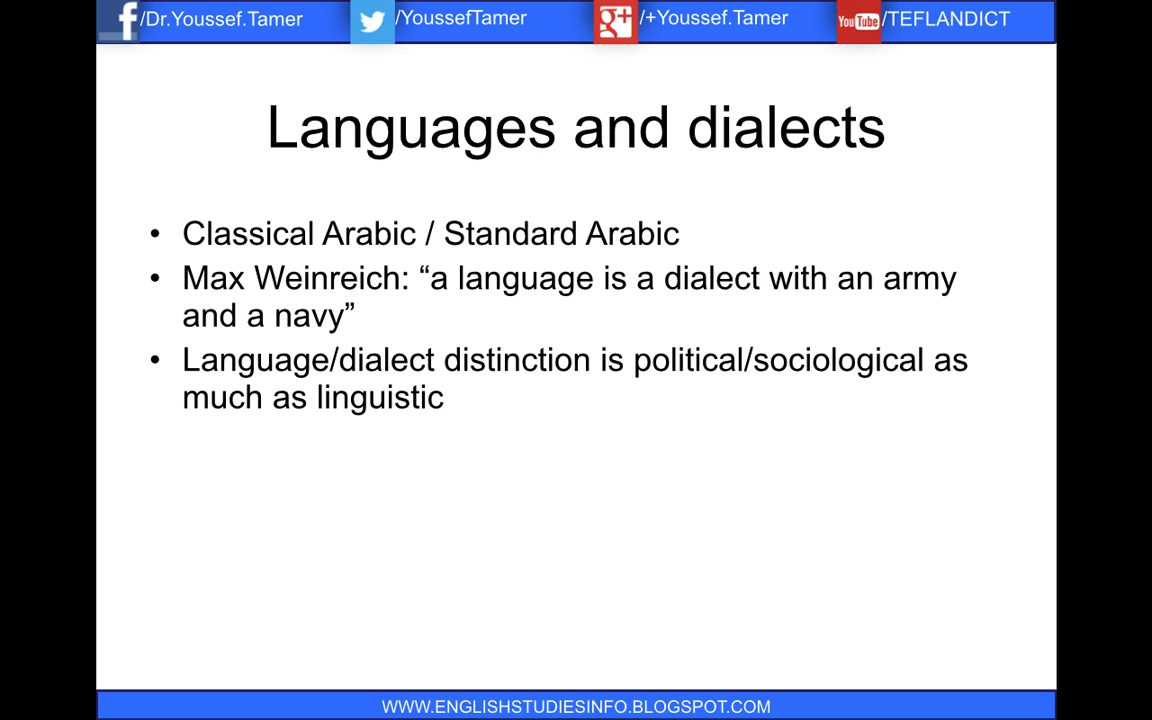 /Dr.Youssef.Tamer /YoussefTamer /+Youssef.Tamer You Tube /TEFLANDICT
Languages and dialects
• Classical Arabic / Standard Arabic
• Max Weinreich: “a language is a dialect with an army
and a navy”
• Language/dialect distinction is political/sociological as
much as linguistic
WWW.ENGLISHSTUDIESINFO.BLOGSPOT.COM